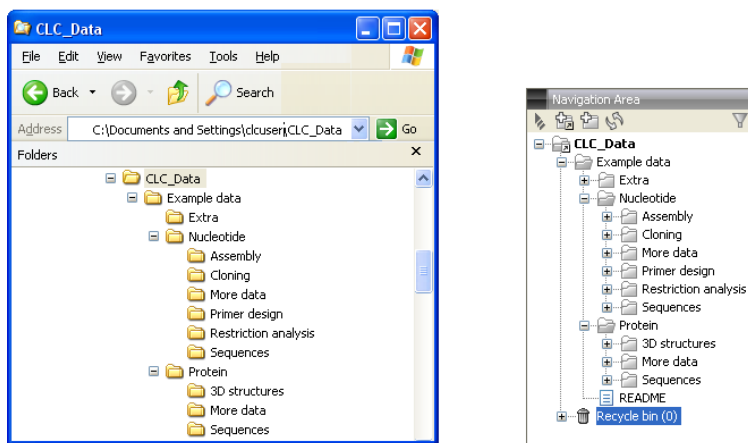 CLC_Data
File Edit View Favorites Tools Help
Back Search
Address C:\Documents and Settings\clcuser\CLC_Data Go
Folders
CLC_Data
Example data
Extra
Nucleotide
Assembly
Cloning
More data
Primer design
Restriction analysis
Sequences
Protein
3D structures
More data
Sequences
Navigation Area
CLC_Data
Example data
Extra
Nucleotide
Assembly
Cloning
More data
Primer design
Restriction analysis
Sequences
Protein
3D structures
More data
Sequences
README
Recycle bin (0)